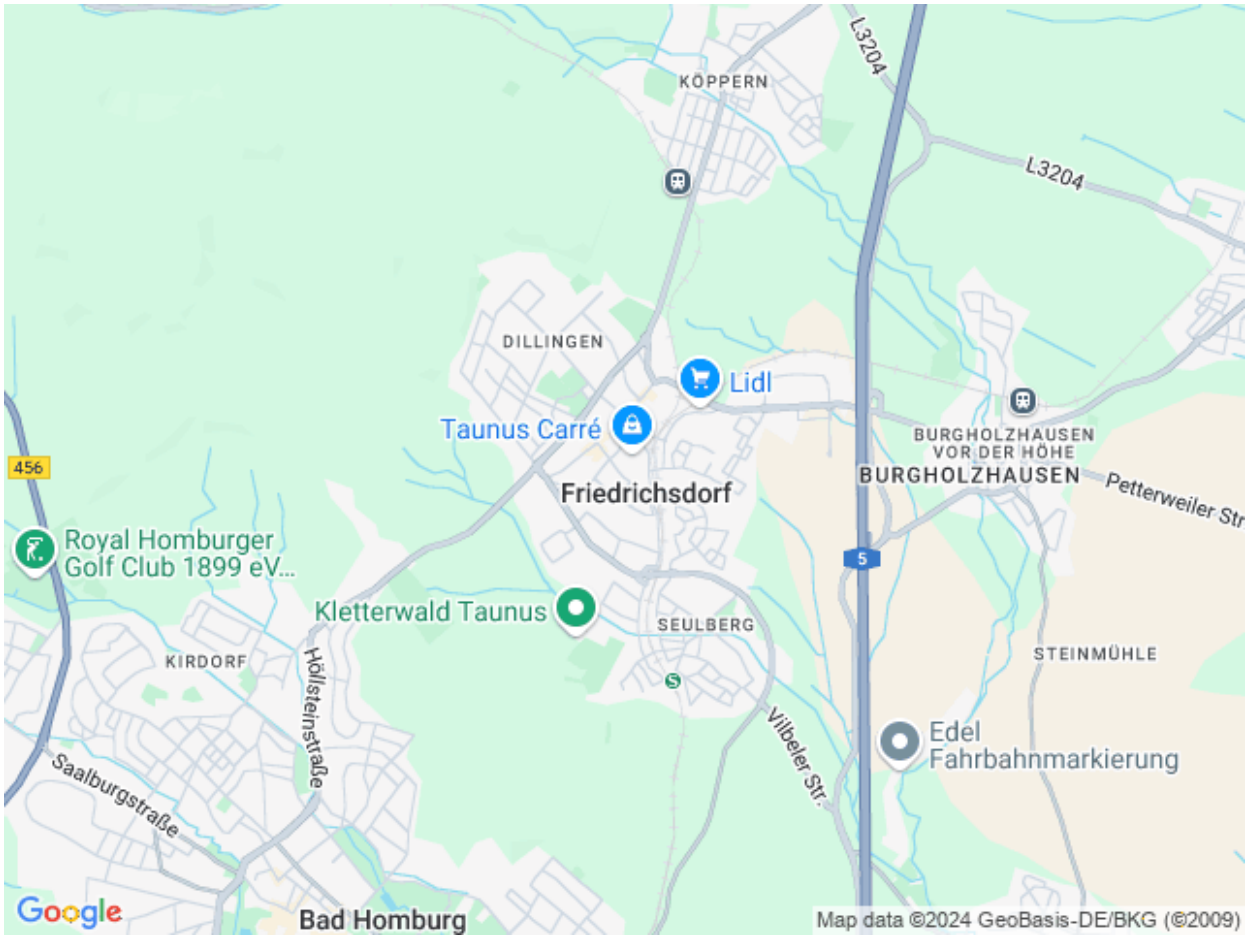 L3204
KÖPPERN
L3204
DILLINGEN
Lidl
Taunus Carré
BURGHOLZHAUSEN
VOR DER HÖHE
BURGHOLZHAUSEN
456
Petterweiler Str
Friedrichsdorf
Royal Homburger
Golf Club 1899 eV...
5
Kletterwald Taunus
SEULBERG
KIRDORF
STEINMÜHLE
Höllsteinstraße
S
Vilbeler Str.
Edel
Fahrbahnmarkierung
Saalburgstraße
Google
Bad Homburg
Map data ©2024 GeoBasis-DE/BKG (©2009)